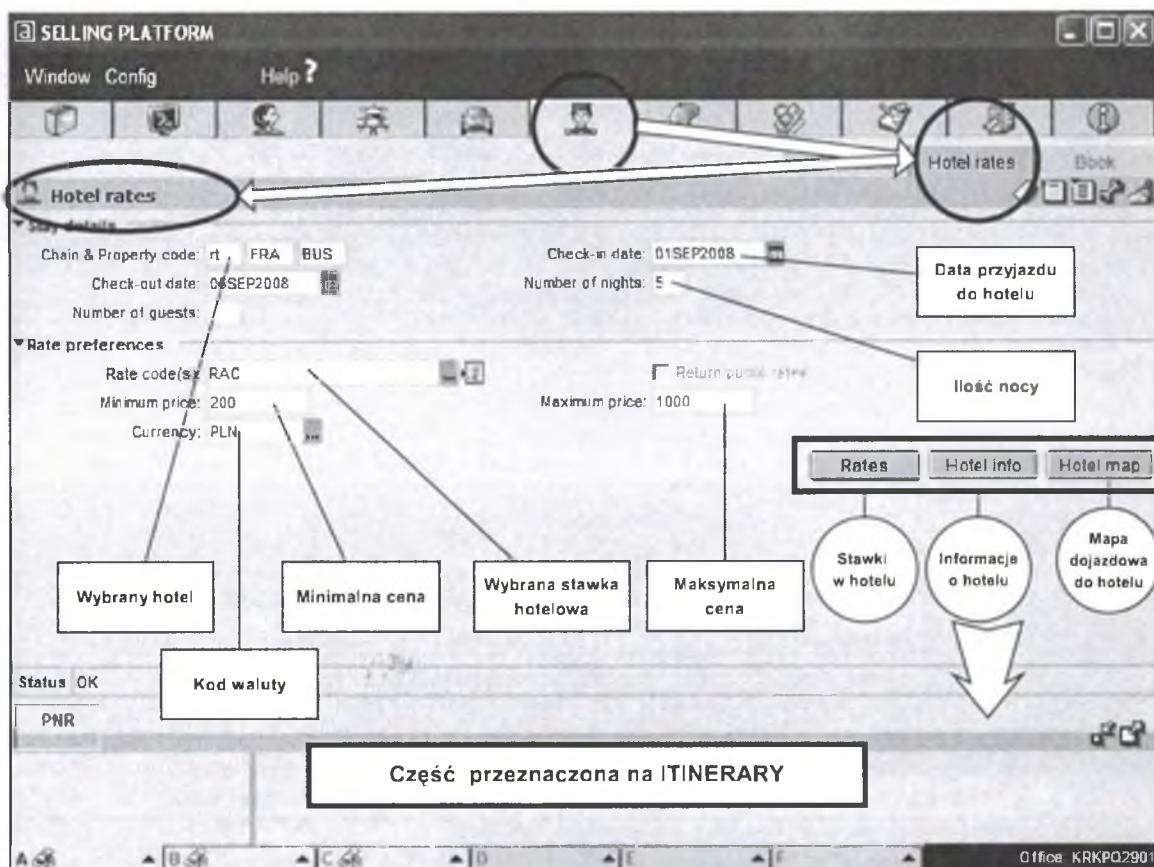 a SELLING PLATFORM
Window Config Help ?
Hotel rates Book
Hotel rates
Stay details
Chain & Property code: rt FRA BUS Check-in date: 01SEP2008
Check-out date: 06SEP2008 Number of nights: 5
Number of guests:
Data przyjazdu
do hotelu
Rate preferences
Rate code(s): RAC Return public rates
Minimum price: 200 Maximum price: 1000
Currency: PLN
Ilość nocy
Rates Hotel info Hotel map
Stawki
w hotelu
Informacje
o hotelu
Mapa
dojazdowa
do hotelu
Wybrany hotel
Minimalna cena
Wybrana stawka
hotelowa
Maksymalna
cena
Kod waluty
Status OK
PNR
Część przeznaczona na ITINERARY
A B C D E F Office KRKPO2901